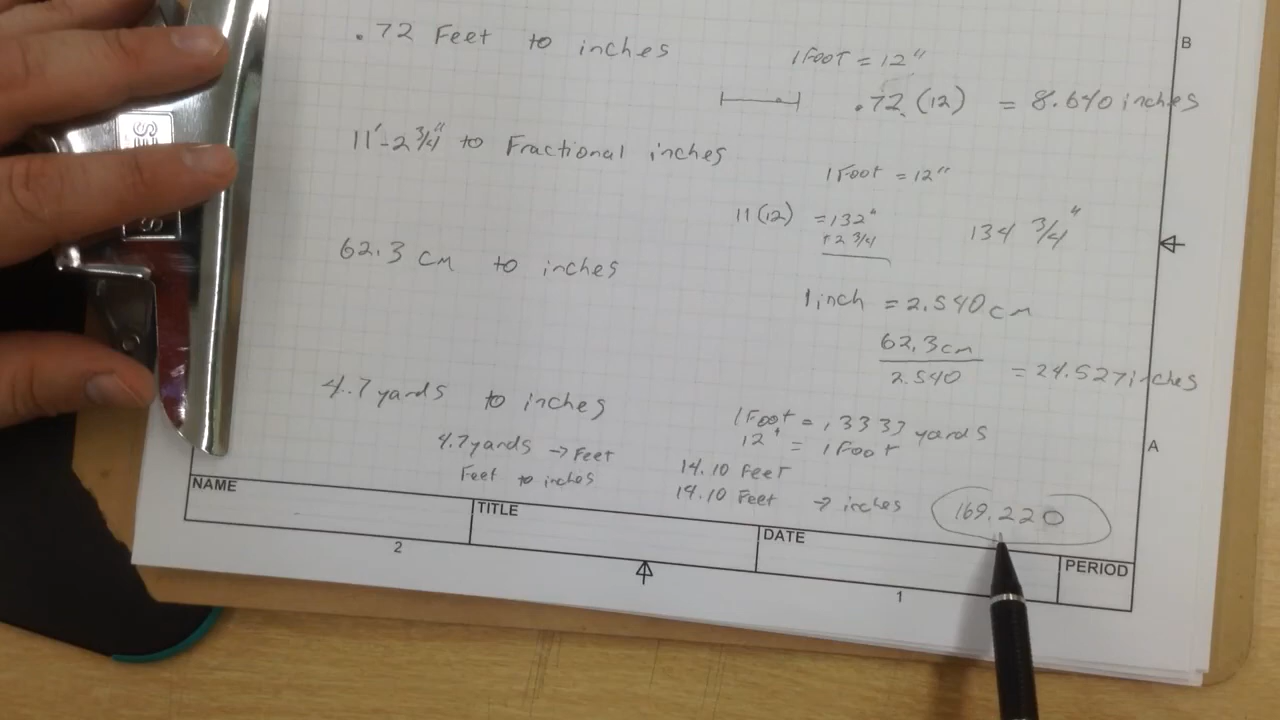 B
.72 Feet to inches
1 FOOT = 12"
.72 (12) = 8.640 inches
11'-2 3/4" to Fractional inches
1 Foot = 12"
11 (12) = 132"
+2 3/4
134 3/4"
62.3 cm to inches
1 inch = 2.540 cm
62.3 cm
2.540
= 24.527 inches
4.7 yards to inches
1 Foot = .3333 yards
12" = 1 Foot
4.7 yards → Feet
Feet to inches
14.10 Feet
14.10 Feet → inches
169.220
A
NAME
TITLE
DATE
PERIOD
2
1